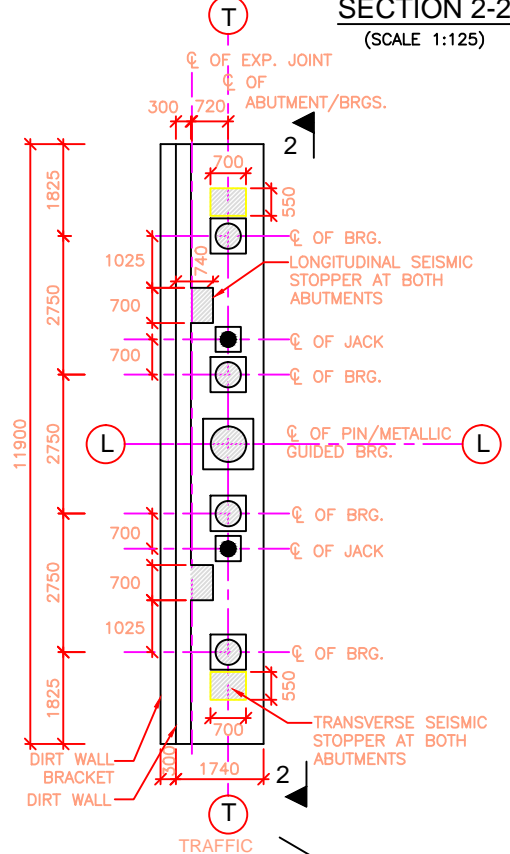 SECTION 2-2
(SCALE 1:125)
T
℄ OF EXP. JOINT
℄ OF
ABUTMENT/BRGS.
300 720
2
700
550
1825
℄ OF BRG.
1025
740
LONGITUDINAL SEISMIC
STOPPER AT BOTH
ABUTMENTS
2750
700
700
℄ OF JACK
℄ OF BRG.
11900
2750
L
℄ OF PIN/METALLIC
GUIDED BRG.
L
℄ OF BRG.
700
℄ OF JACK
2750
700
1025
℄ OF BRG.
550
1825
700
TRANSVERSE SEISMIC
STOPPER AT BOTH
ABUTMENTS
DIRT WALL
BRACKET
300
1740
2
DIRT WALL
T
TRAFFIC